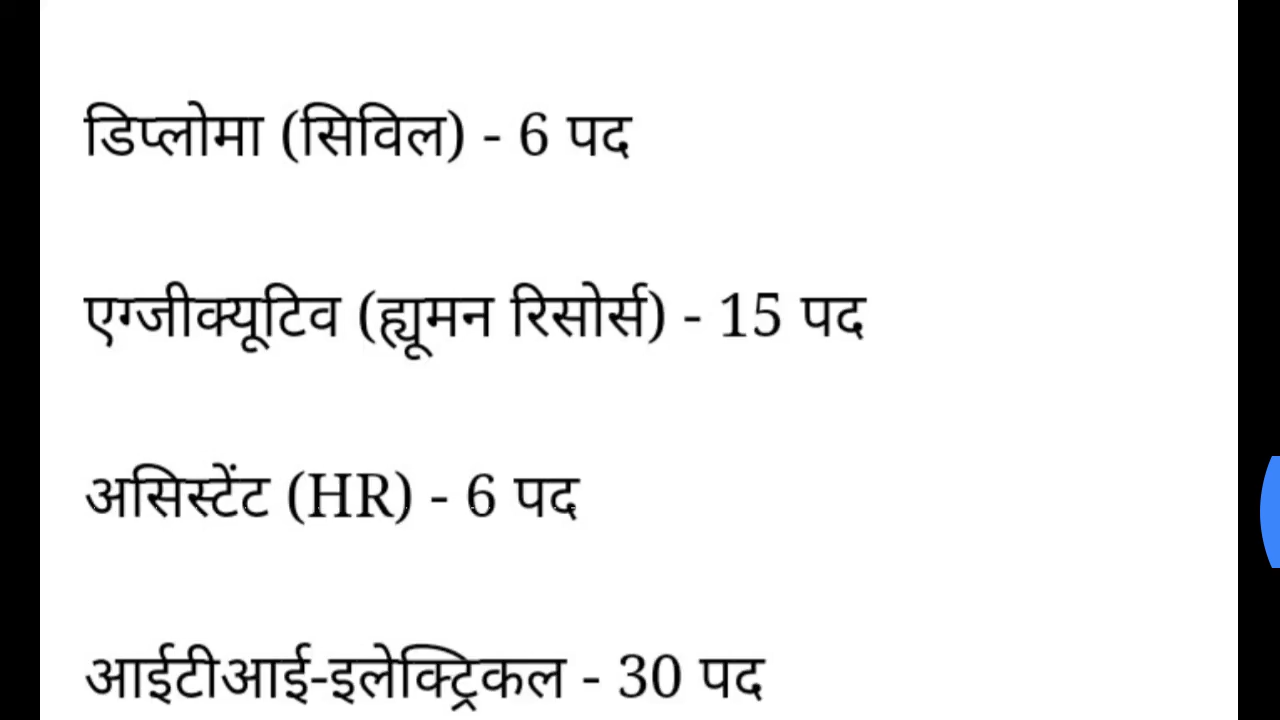 डिप्लोमा (सिविल) - 6 पद
एग्जीक्यूटिव (ह्यूमन रिसोर्स) - 15 पद
असिस्टेंट (HR) - 6 पद
आईटीआई-इलेक्ट्रिकल - 30 पद